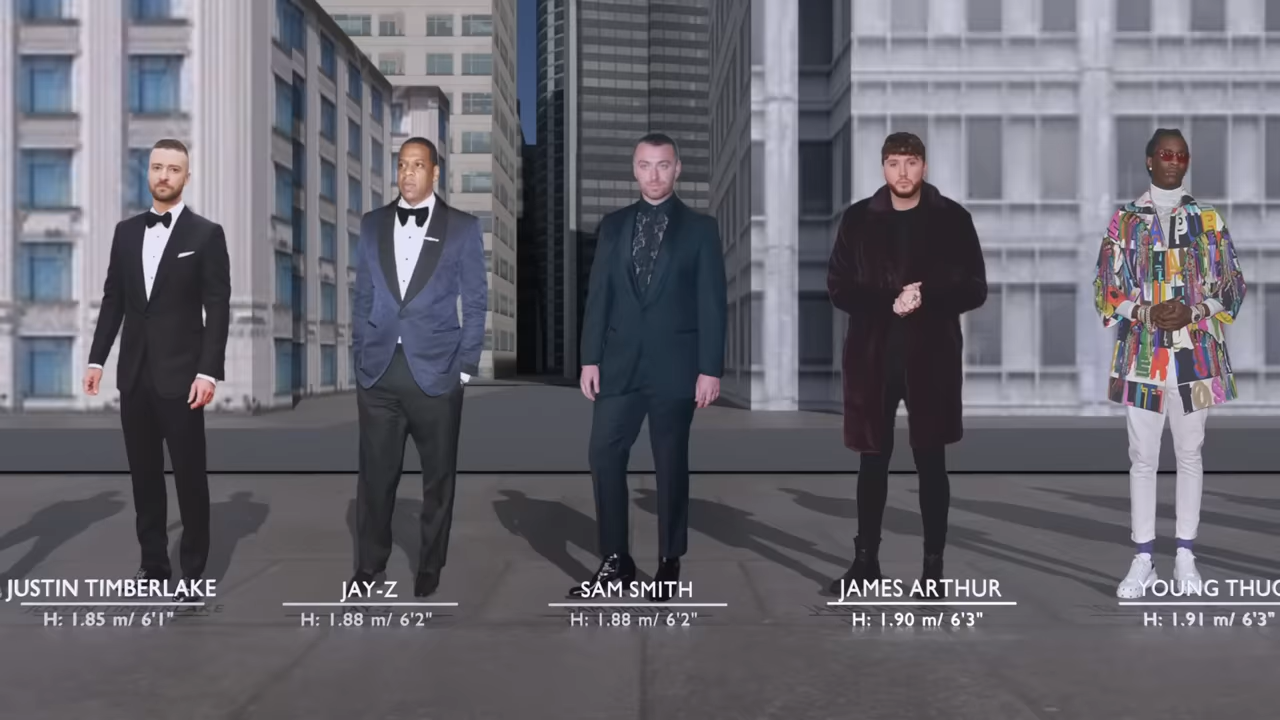 JUSTIN TIMBERLAKE
H: 1.85 m/ 6'1"
JAY-Z
H: 1.88 m/ 6'2"
SAM SMITH
H: 1.88 m/ 6'2"
JAMES ARTHUR
H: 1.90 m/ 6'3"
YOUNG THUG
H: 1.91 m/ 6'3"